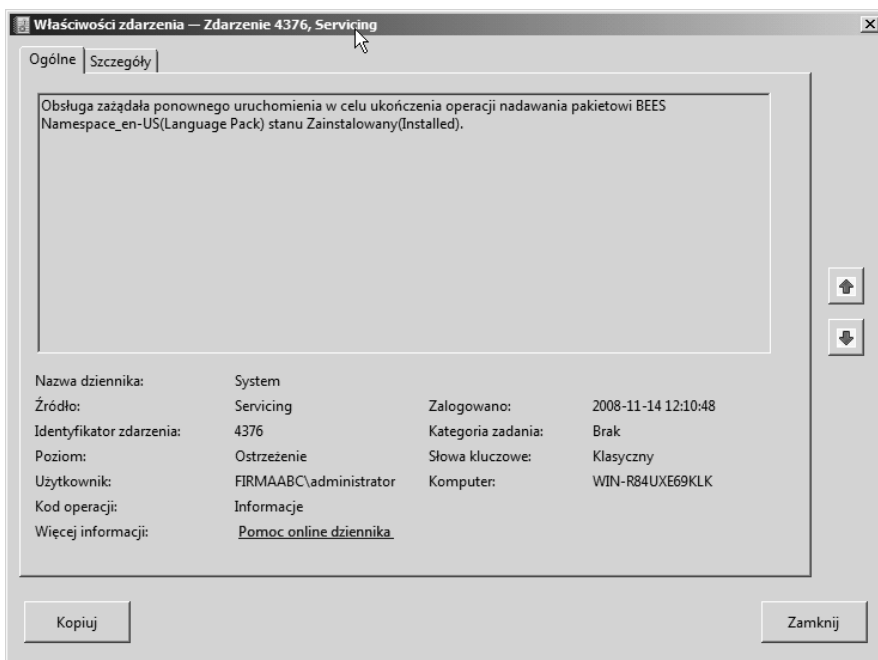 Właściwości zdarzenia — Zdarzenie 4376, Servicing
Ogólne Szczegóły
Obsługa zażądała ponownego uruchomienia w celu ukończenia operacji nadawania pakietowi BEES
Namespace_en-US(Language Pack) stanu Zainstalowany(Installed).
Nazwa dziennika: System
Źródło: Servicing Zalogowano: 2008-11-14 12:10:48
Identyfikator zdarzenia: 4376 Kategoria zadania: Brak
Poziom: Ostrzeżenie Słowa kluczowe: Klasyczny
Użytkownik: FIRMAABC\administrator Komputer: WIN-R84UXE69KLK
Kod operacji: Informacje
Więcej informacji: Pomoc online dziennika
Kopiuj Zamknij